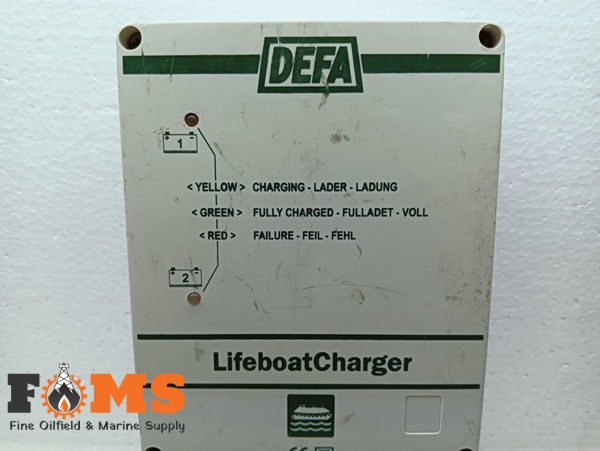 DEFA
1
< YELLOW > CHARGING - LADER - LADUNG
< GREEN > FULLY CHARGED - FULLADET - VOLL
< RED > FAILURE - FEIL - FEHL
2
LifeboatCharger
FOMS
Fine Oilfield & Marine Supply
CE